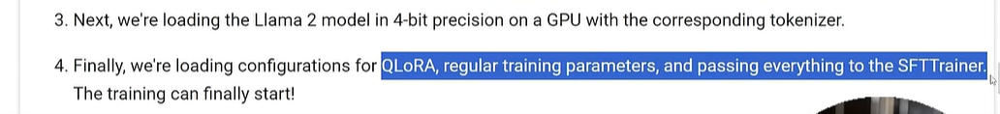 3. Next, we're loading the Llama 2 model in 4-bit precision on a GPU with the corresponding tokenizer.
4. Finally, we're loading configurations for QLoRA, regular training parameters, and passing everything to the SFTTrainer.
The training can finally start!